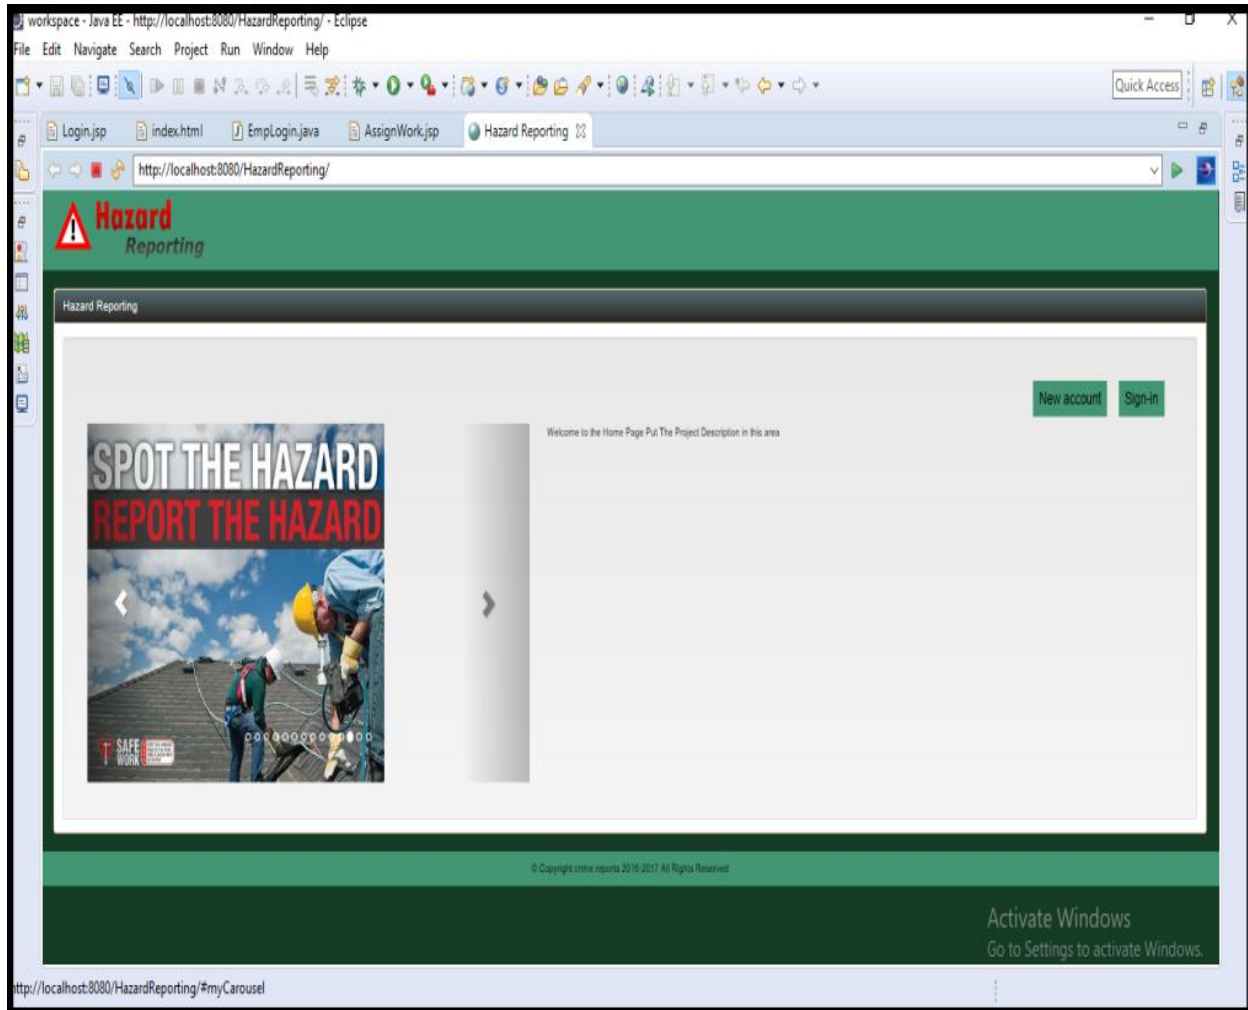 workspace - Java EE - http://localhost:8080/HazardReporting/ - Eclipse
File Edit Navigate Search Project Run Window Help
Quick Access
Login.jsp index.html EmpLogin.java AssignWork.jsp Hazard Reporting
http://localhost:8080/HazardReporting/
Hazard
Reporting
Hazard Reporting
New account Sign-in
Welcome to the Home Page Put The Project Description in this area
SPOT THE HAZARD
REPORT THE HAZARD
SAFE
WORK
© Copyright crime reports 2016-2017 All Rights Reserved
Activate Windows
Go to Settings to activate Windows.
http://localhost:8080/HazardReporting/#myCarousel